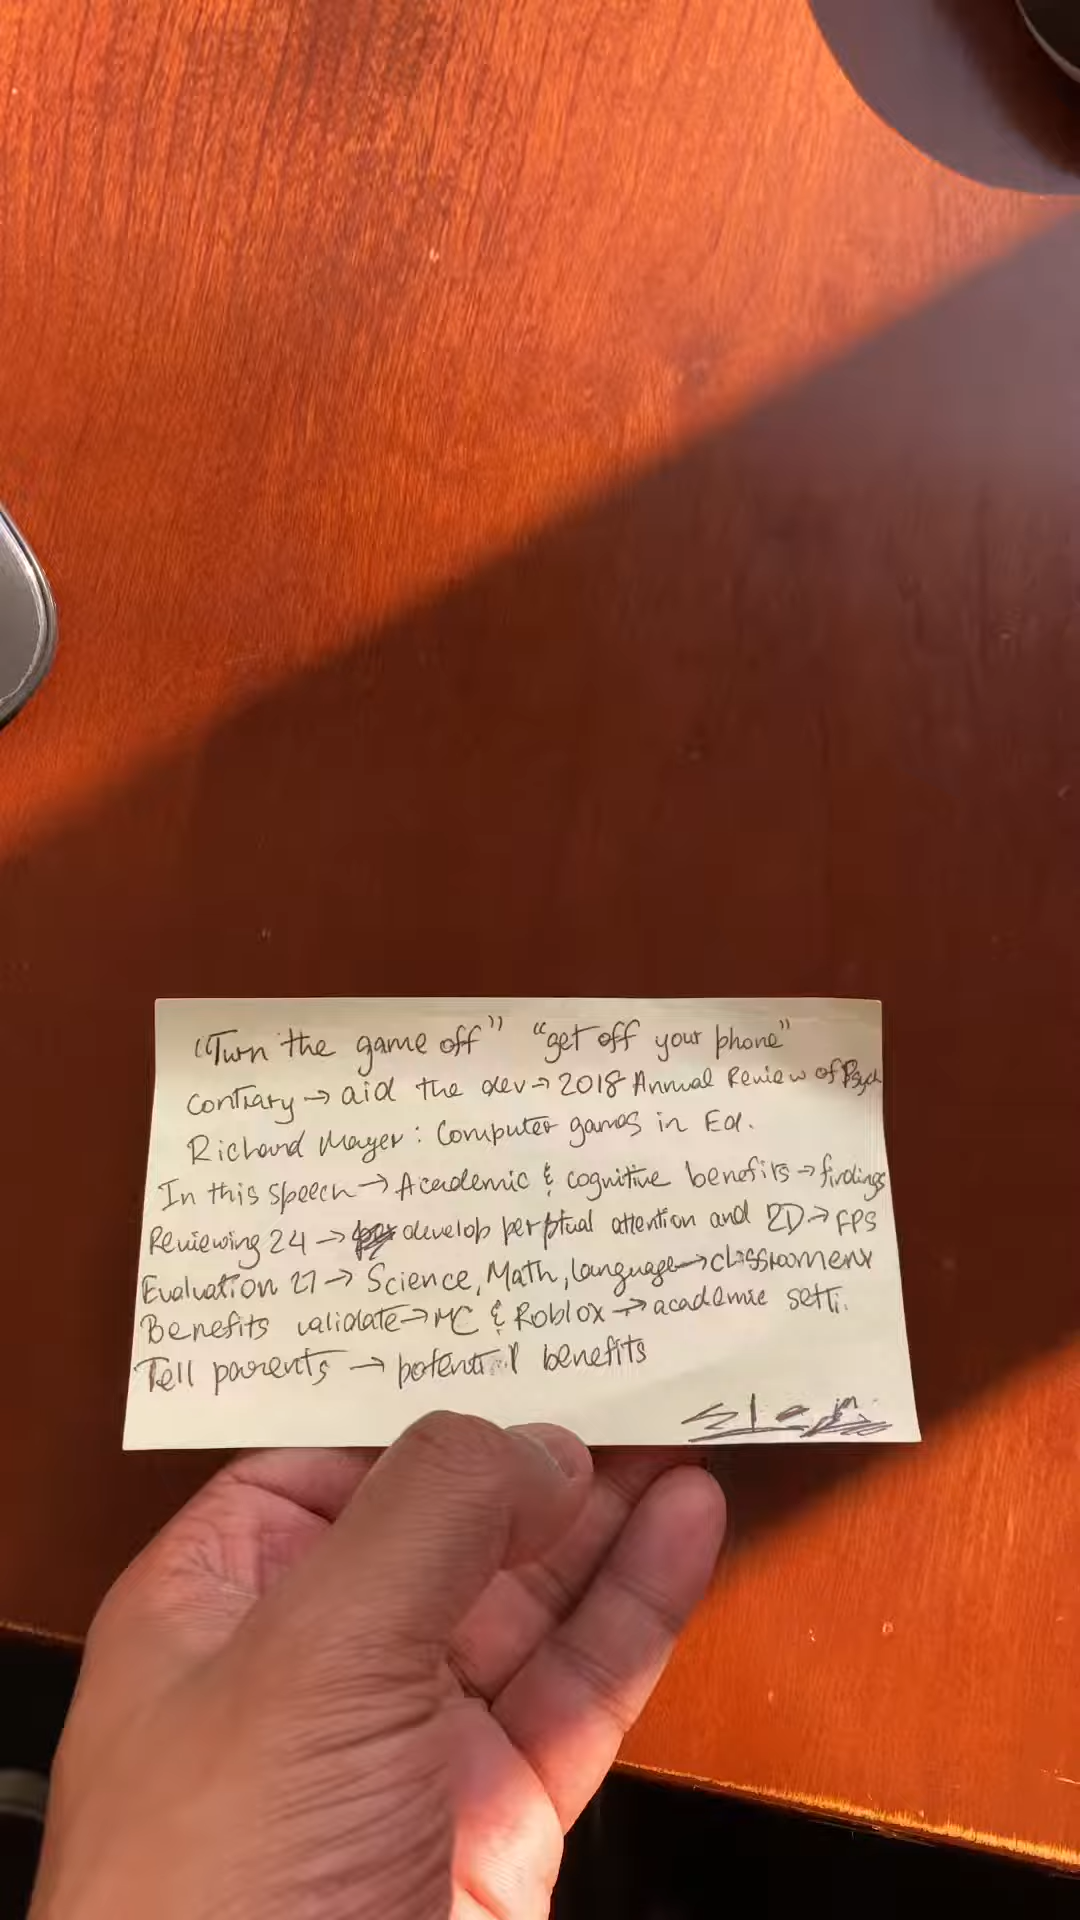 "Turn the game off" "get off your phone"
contrary → aid the dev → 2018 Annual Review of Psych
Richard Mayer: Computer games in Ed.
In this speech → Academic & cognitive benefits → findings
Reviewing 24 → develop perptual attention and 2D → FPS
Evaluation 27 → Science, Math, language → classroomenx
Benefits validate → MC & Roblox → academic setti.
Tell parents → potential benefits